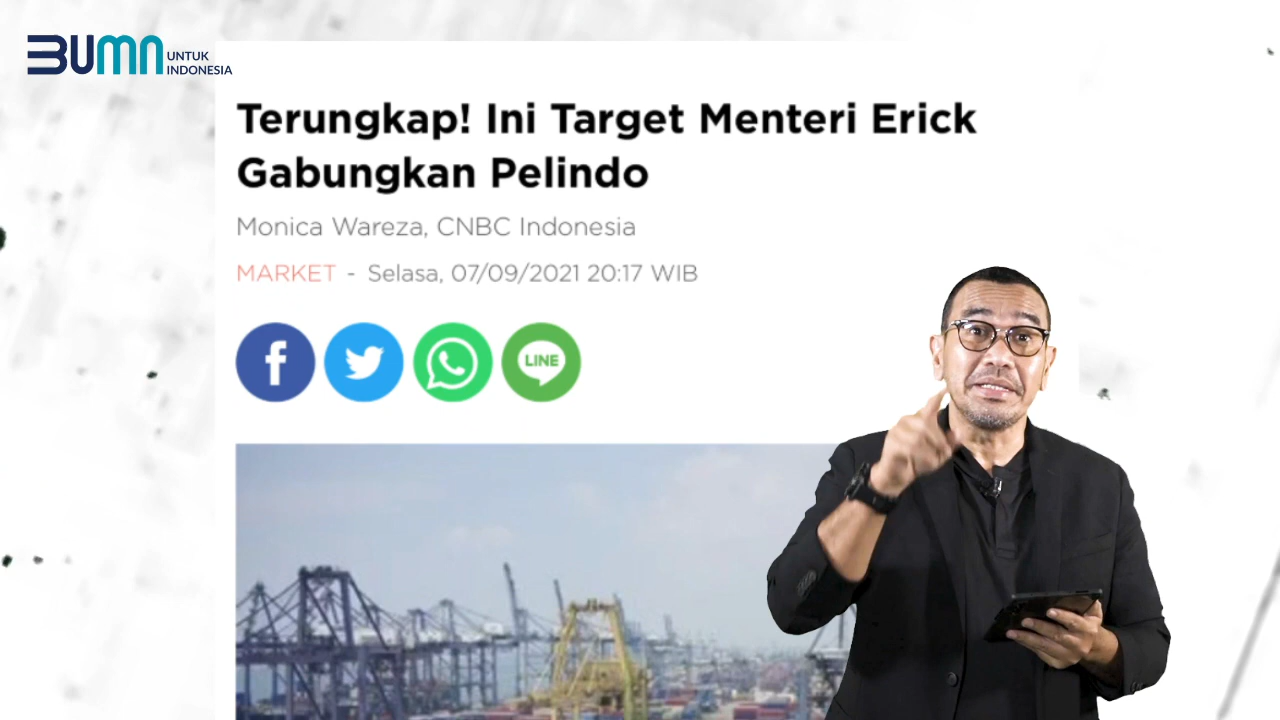 BUMN
UNTUK
INDONESIA
Terungkap! Ini Target Menteri Erick
Gabungkan Pelindo
Monica Wareza, CNBC Indonesia
MARKET - Selasa, 07/09/2021 20:17 WIB
f
LINE